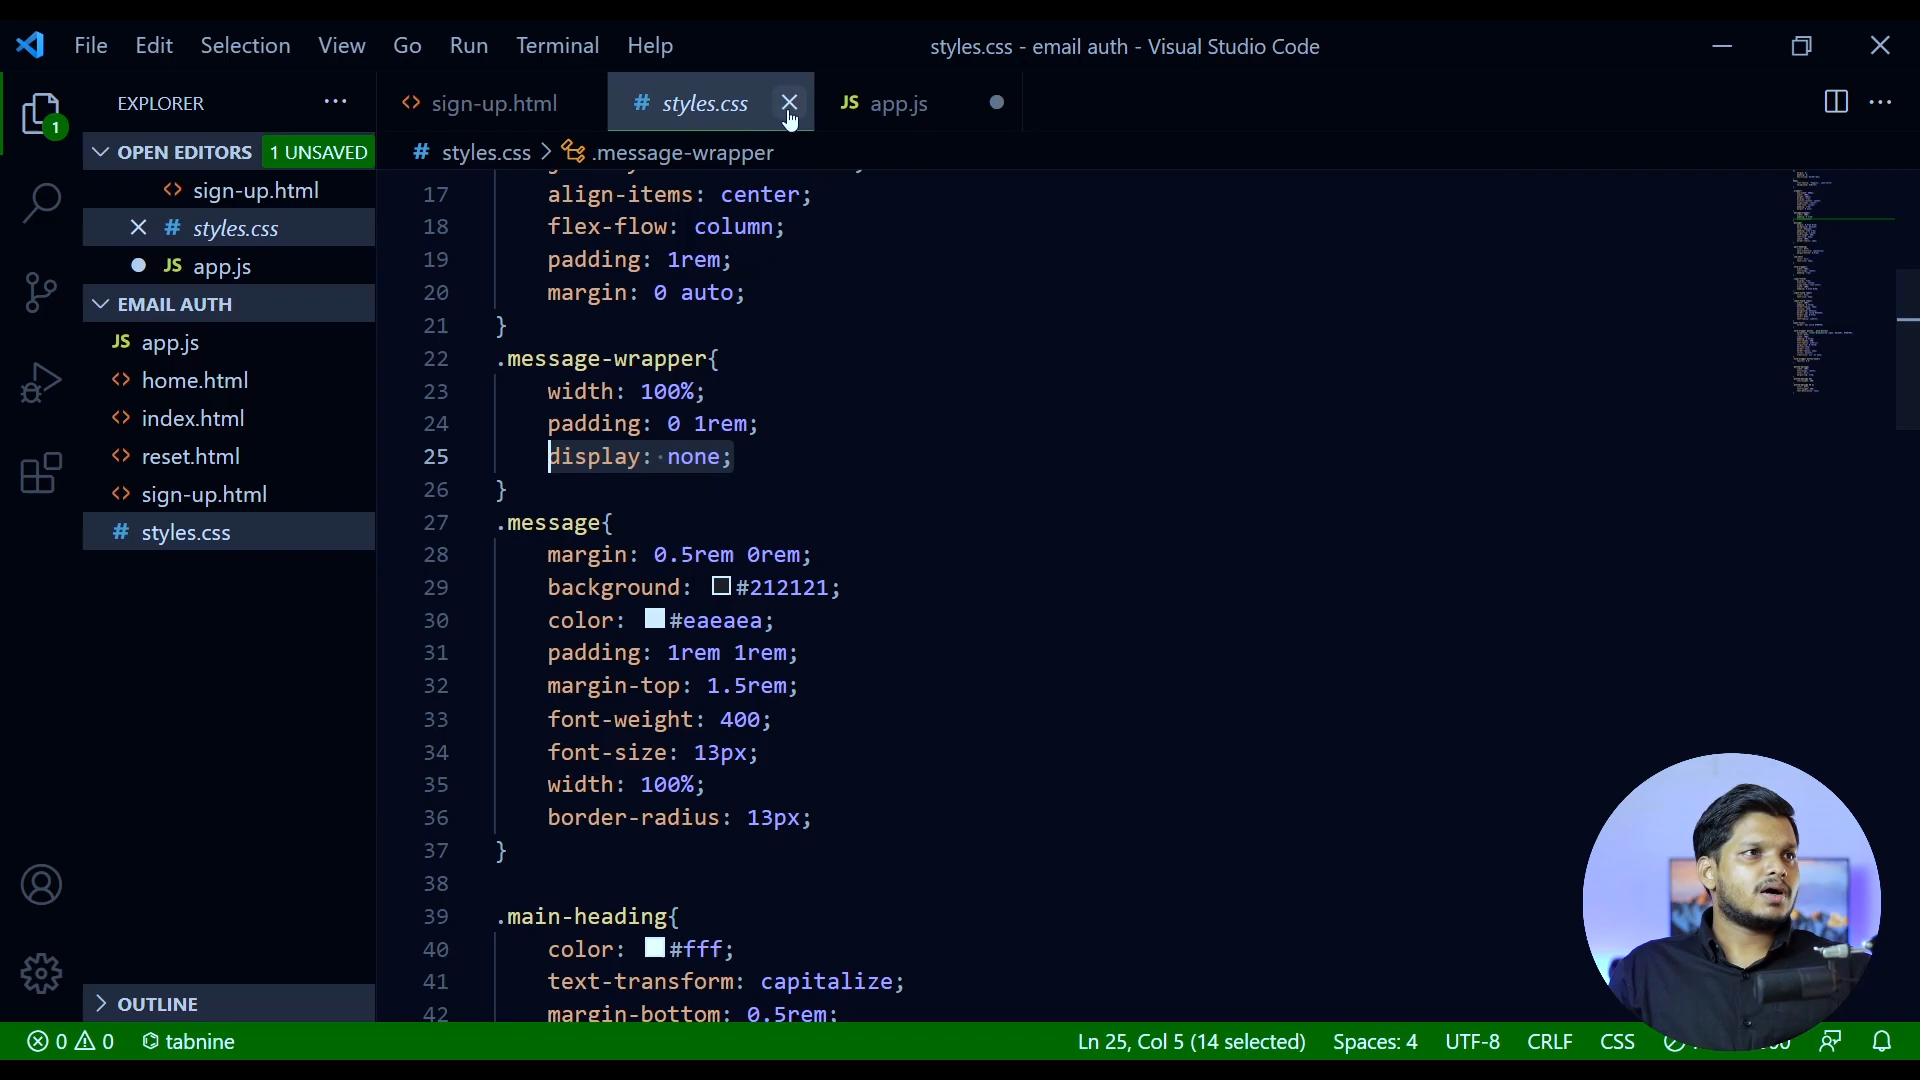 File Edit Selection View Go Run Terminal Help
styles.css - email auth - Visual Studio Code
EXPLORER
OPEN EDITORS 1 UNSAVED
sign-up.html
styles.css
JS app.js
EMAIL AUTH
JS app.js
home.html
index.html
reset.html
sign-up.html
# styles.css
OUTLINE
1
<> sign-up.html
# styles.css
JS app.js
# styles.css > .message-wrapper
17 align-items: center;
18 flex-flow: column;
19 padding: 1rem;
20 margin: 0 auto;
21 }
22 .message-wrapper{
23 width: 100%;
24 padding: 0 1rem;
25 display: none;
26 }
27 .message{
28 margin: 0.5rem 0rem;
29 background: #212121;
30 color: #eaeaea;
31 padding: 1rem 1rem;
32 margin-top: 1.5rem;
33 font-weight: 400;
34 font-size: 13px;
35 width: 100%;
36 border-radius: 13px;
37 }
38
39 .main-heading{
40 color: #fff;
41 text-transform: capitalize;
42 margin-bottom: 0.5rem;
0 0 tabnine
Ln 25, Col 5 (14 selected) Spaces: 4 UTF-8 CRLF CSS